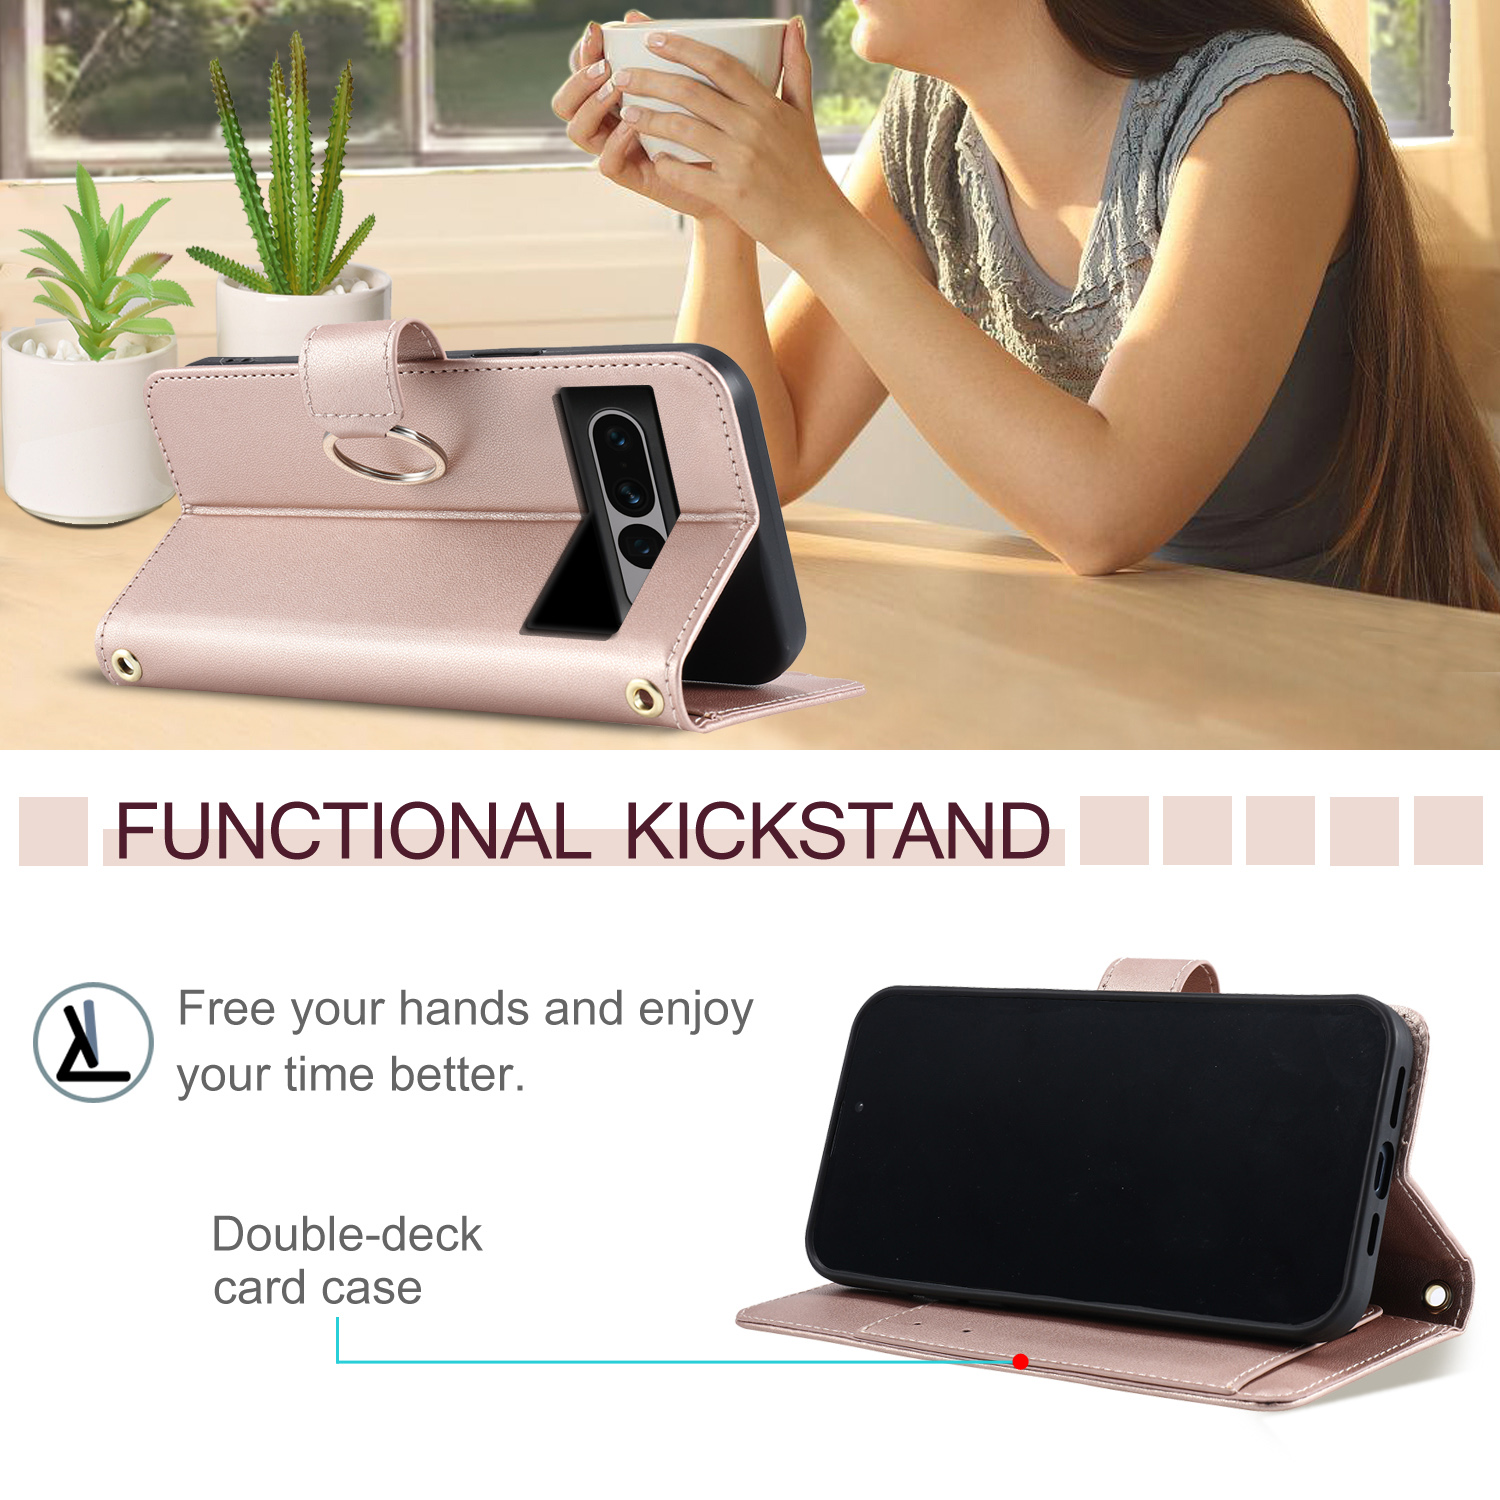 FUNCTIONAL KICKSTAND
Free your hands and enjoy
your time better.
Double-deck
card case